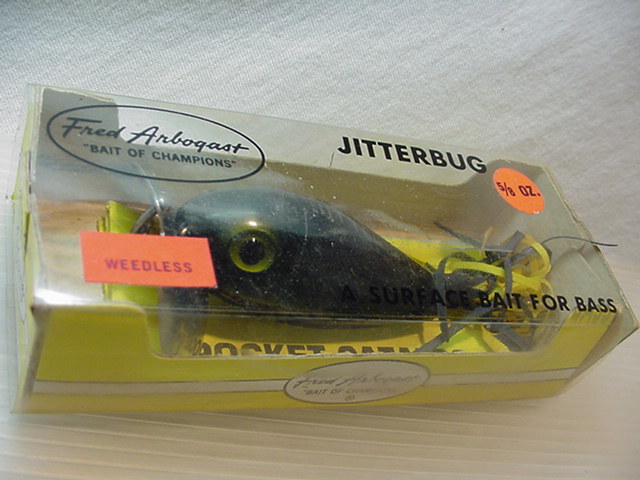 Fred Arbogast
"BAIT OF CHAMPIONS"
JITTERBUG
5/8 OZ.
WEEDLESS
A SURFACE BAIT FOR BASS
POCKET
Fred Arbogast
"BAIT OF CHAMPIONS"
®